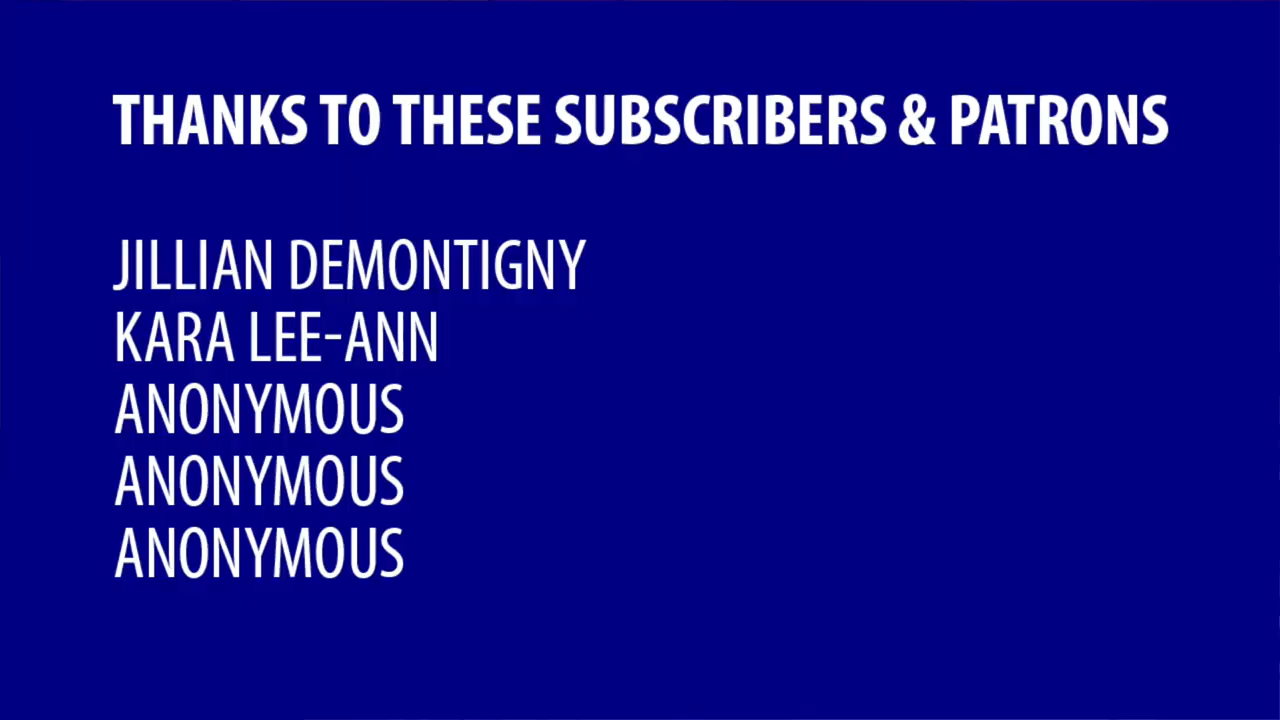 THANKS TO THESE SUBSCRIBERS & PATRONS
JILLIAN DEMONTIGNY
KARA LEE-ANN
ANONYMOUS
ANONYMOUS
ANONYMOUS